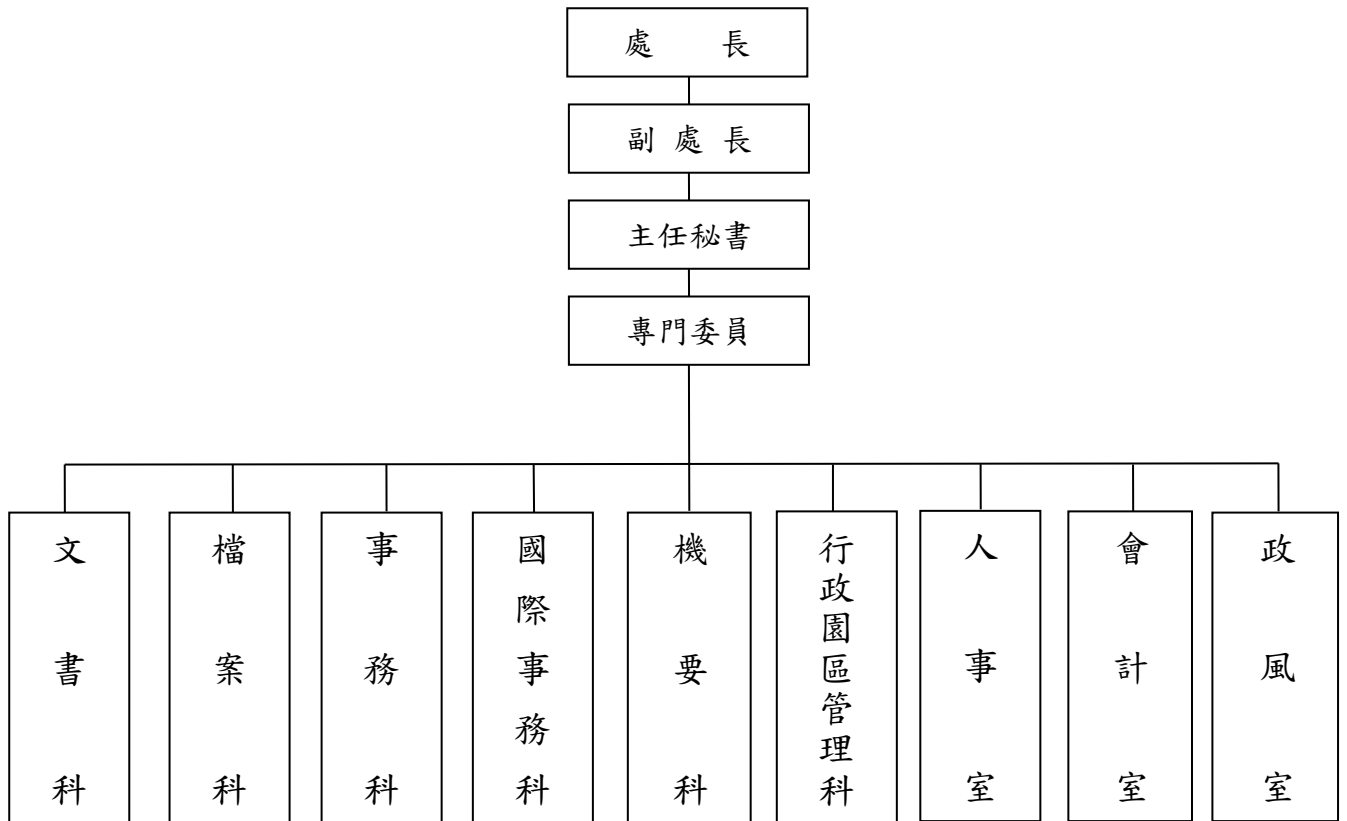 處長
副處長
主任秘書
專門委員
文書科
檔案科
事務科
國際事務科
機要科
行政園區管理科
人事室
會計室
政風室